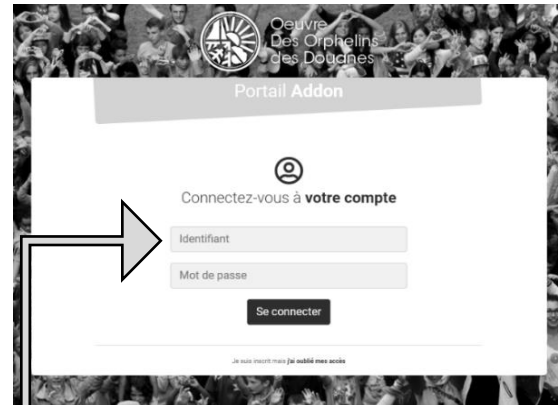 Oeuvre
Des Orphelins
des Douanes
Portail Addon
Connectez-vous à votre compte
Identifiant
Mot de passe
Se connecter
Je suis inscrit mais j'ai oublié mes accès